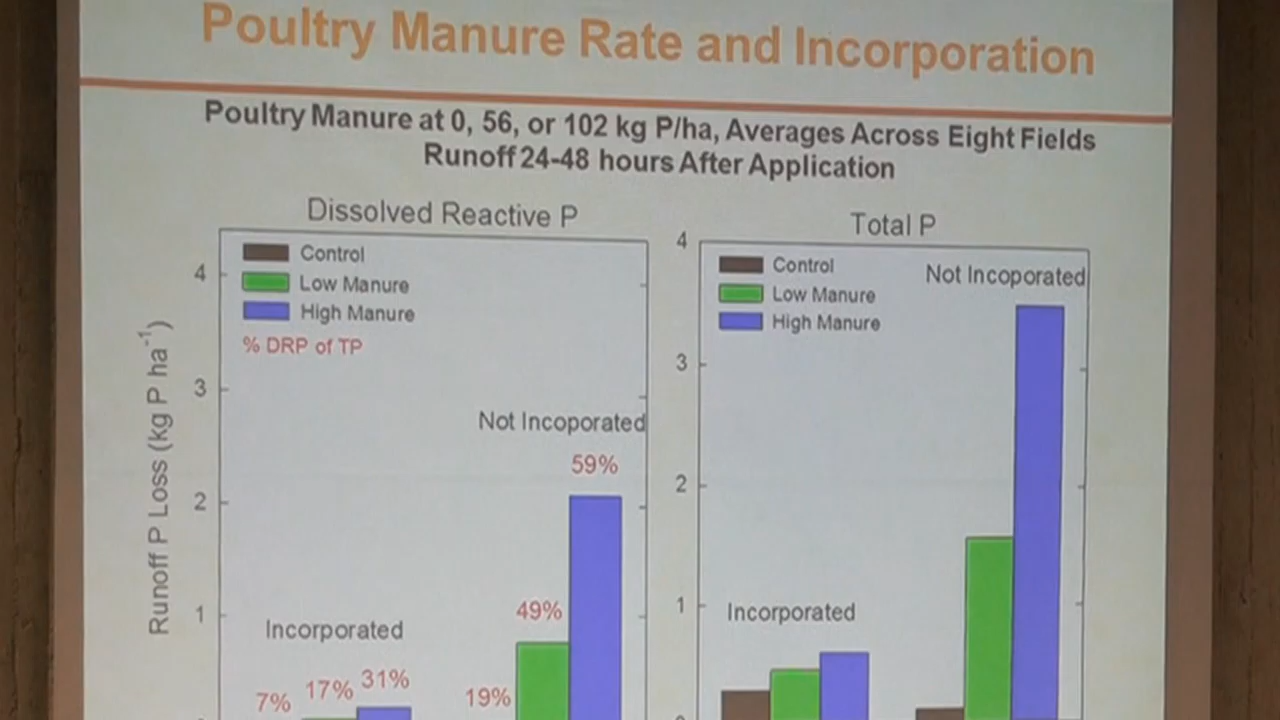 Poultry Manure Rate and Incorporation
Poultry Manure at 0, 56, or 102 kg P/ha, Averages Across Eight Fields
Runoff 24-48 hours After Application
Dissolved Reactive P
Control
Low Manure
High Manure
% DRP of TP
4
3
2
1
Runoff P Loss (kg P ha⁻¹)
Not Incoporated
59%
49%
19%
Incorporated
7%
17%
31%
Total P
Control
Low Manure
High Manure
4
3
2
1
Not Incoporated
Incorporated